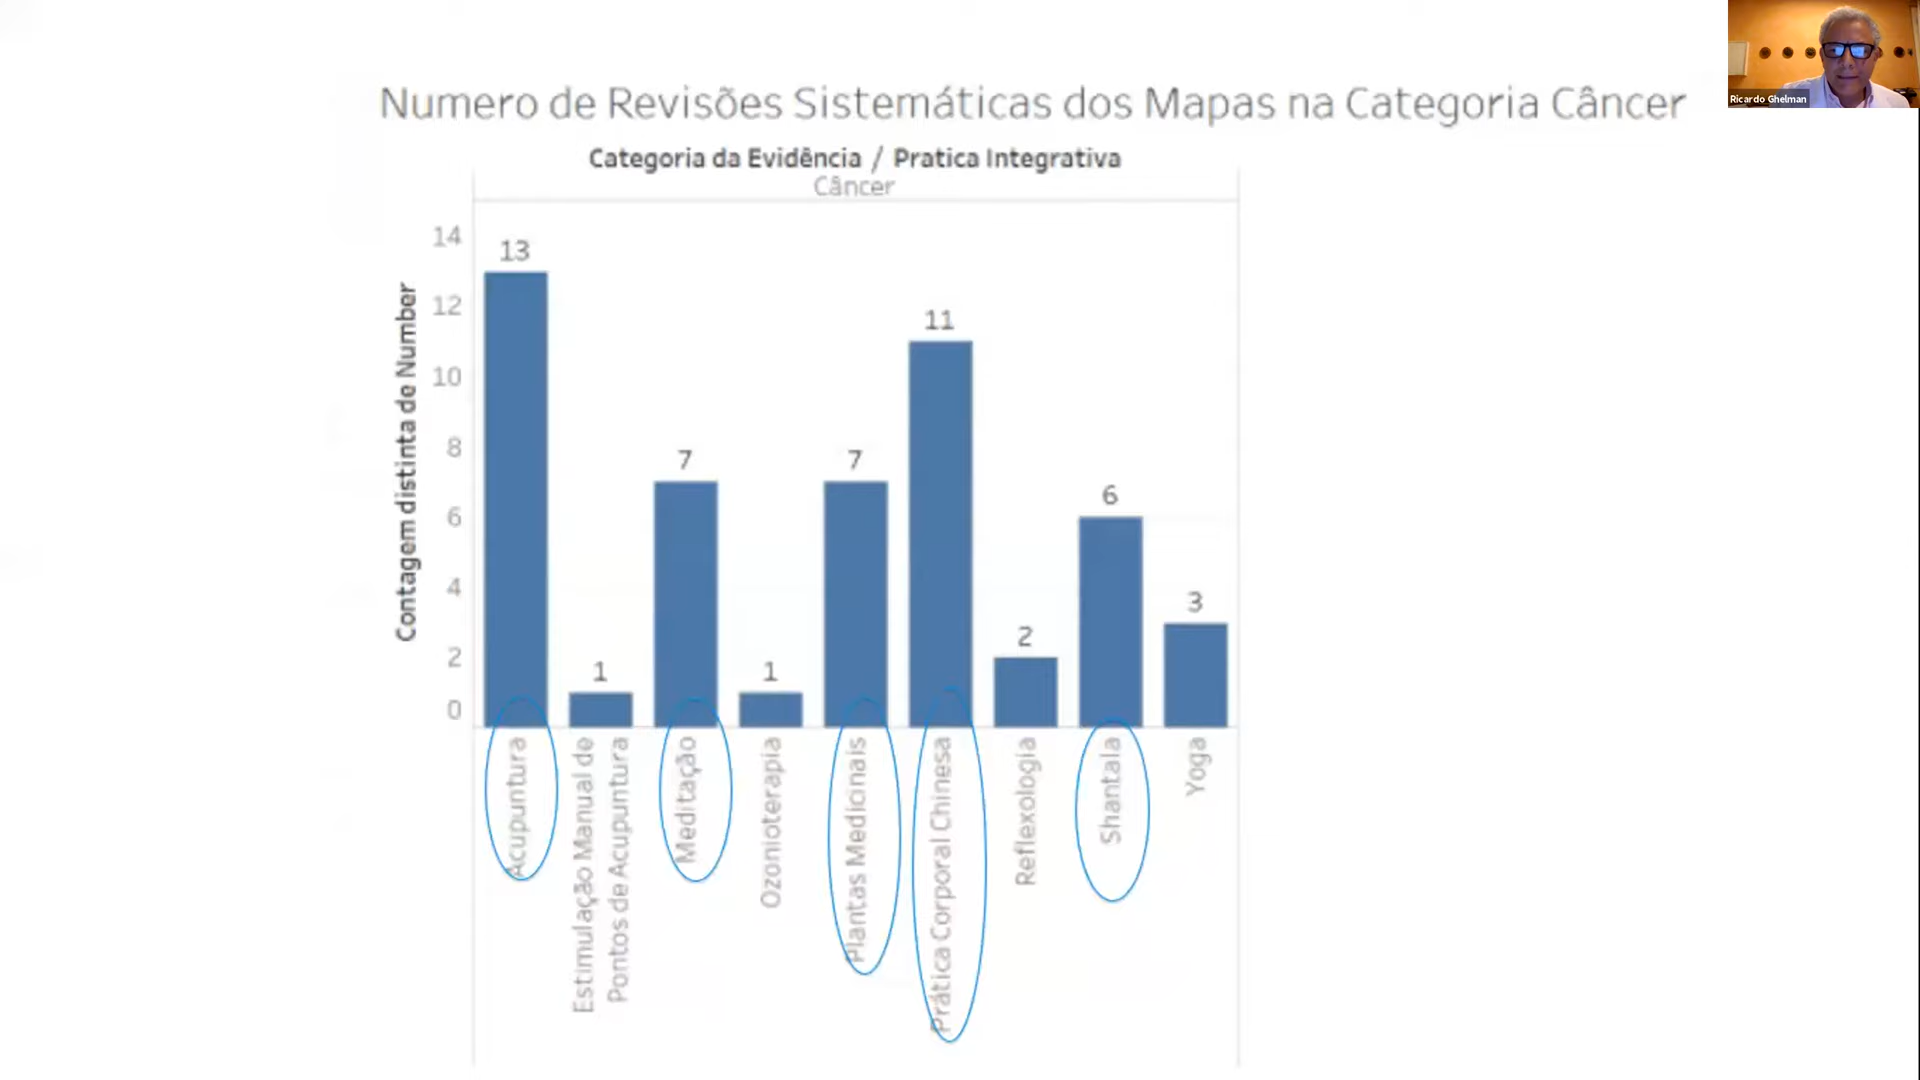 Ricardo Ghelman
Numero de Revisões Sistemáticas dos Mapas na Categoria Câncer
Categoria da Evidência / Pratica Integrativa
Câncer
Contagem distinta de Number
14
12
10
8
6
4
2
0
13
1
7
1
7
11
2
6
3
Acupuntura
Estimulação Manual de
Pontos de Acupuntura
Meditação
Ozonioterapia
Plantas Medicinais
Prática Corporal Chinesa
Reflexologia
Shantala
Yoga